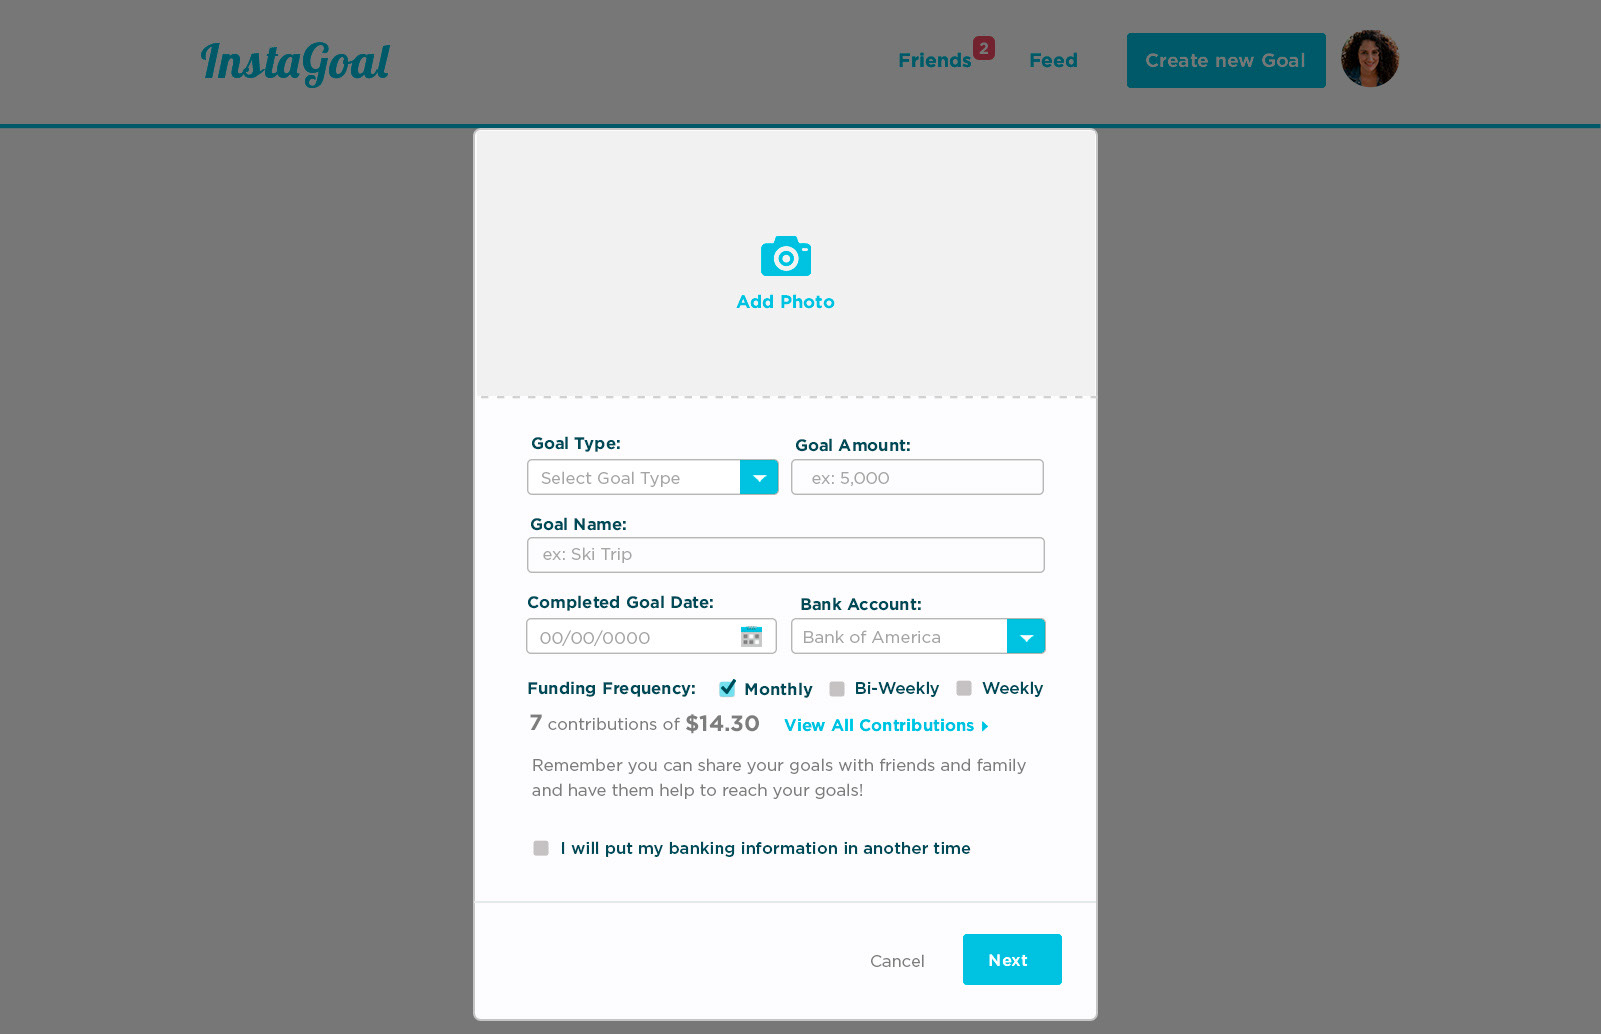 InstaGoal
Friends 2 Feed Create new Goal
Add Photo
Goal Type: Goal Amount:
Select Goal Type ex: 5,000
Goal Name:
ex: Ski Trip
Completed Goal Date: Bank Account:
00/00/0000 Bank of America
Funding Frequency: Monthly Bi-Weekly Weekly
7 contributions of $14.30 View All Contributions
Remember you can share your goals with friends and family
and have them help to reach your goals!
I will put my banking information in another time
Cancel Next